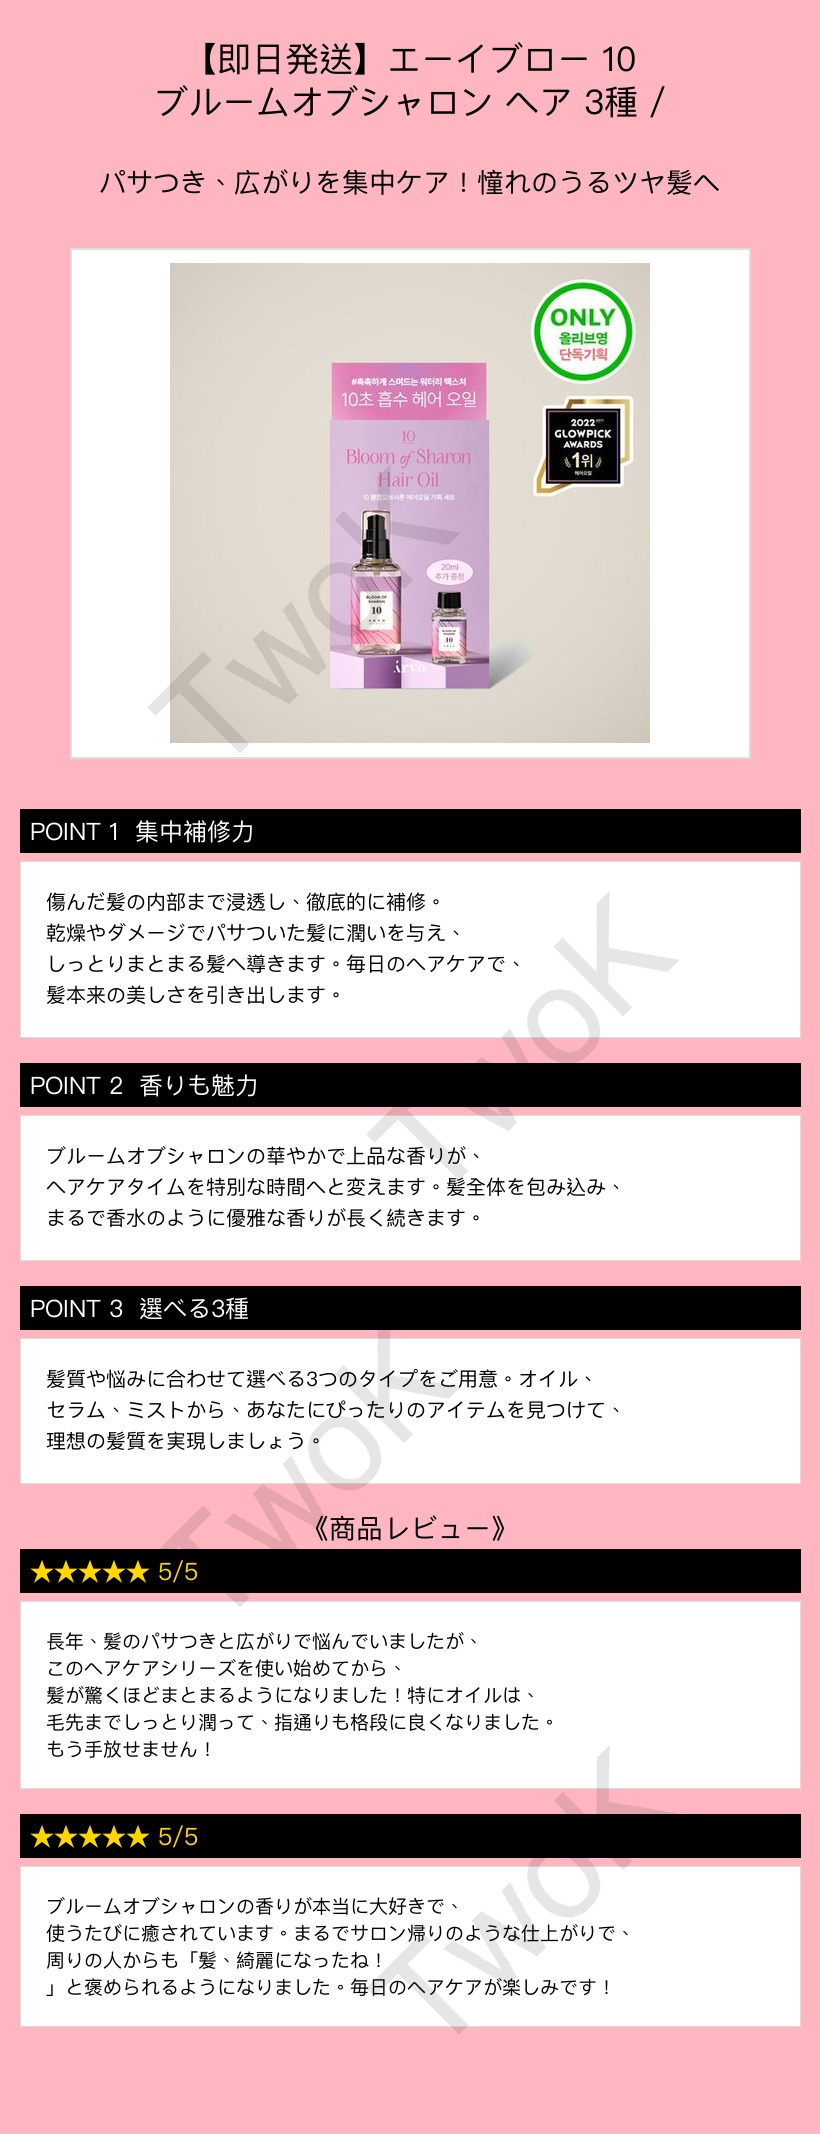 【即日発送】エーイブロー 10
ブルームオブシャロン ヘア 3種 /
パサつき、広がりを集中ケア！憧れのうるツヤ髪へ
ONLY
올리브영
단독기획
#촉촉하게 스며드는 워터리 텍스처
10초 흡수 헤어 오일
2022
GLOWPICK
AWARDS
1위
헤어오일
10
Bloom of Sharon
Hair Oil
10 블룸오브샤론 헤어오일 기획 세트
20ml
추가 증정
BLOOM OF
SHARON
10
ARVO
BLOOM OF
SHARON
10
Árvo
TwoK
POINT 1 集中補修力
傷んだ髪の内部まで浸透し、徹底的に補修。
乾燥やダメージでパサついた髪に潤いを与え、
しっとりまとまる髪へ導きます。毎日のヘアケアで、
髪本来の美しさを引き出します。
TwoK
POINT 2 香りも魅力
ブルームオブシャロンの華やかで上品な香りが、
ヘアケアタイムを特別な時間へと変えます。髪全体を包み込み、
まるで香水のように優雅な香りが長く続きます。
POINT 3 選べる3種
髪質や悩みに合わせて選べる3つのタイプをご用意。オイル、
セラム、ミストから、あなたにぴったりのアイテムを見つけて、
理想の髪質を実現しましょう。
TwoK
《商品レビュー》
★★★★★ 5/5
長年、髪のパサつきと広がりで悩んでいましたが、
このヘアケアシリーズを使い始めてから、
髪が驚くほどまとまるようになりました！特にオイルは、
毛先までしっとり潤って、指通りも格段に良くなりました。
もう手放せません！
★★★★★ 5/5
ブルームオブシャロンの香りが本当に大好きで、
使うたびに癒されています。まるでサロン帰りのような仕上がりで、
周りの人からも「髪、綺麗になったね！
」と褒められるようになりました。毎日のヘアケアが楽しみです！
TwoK